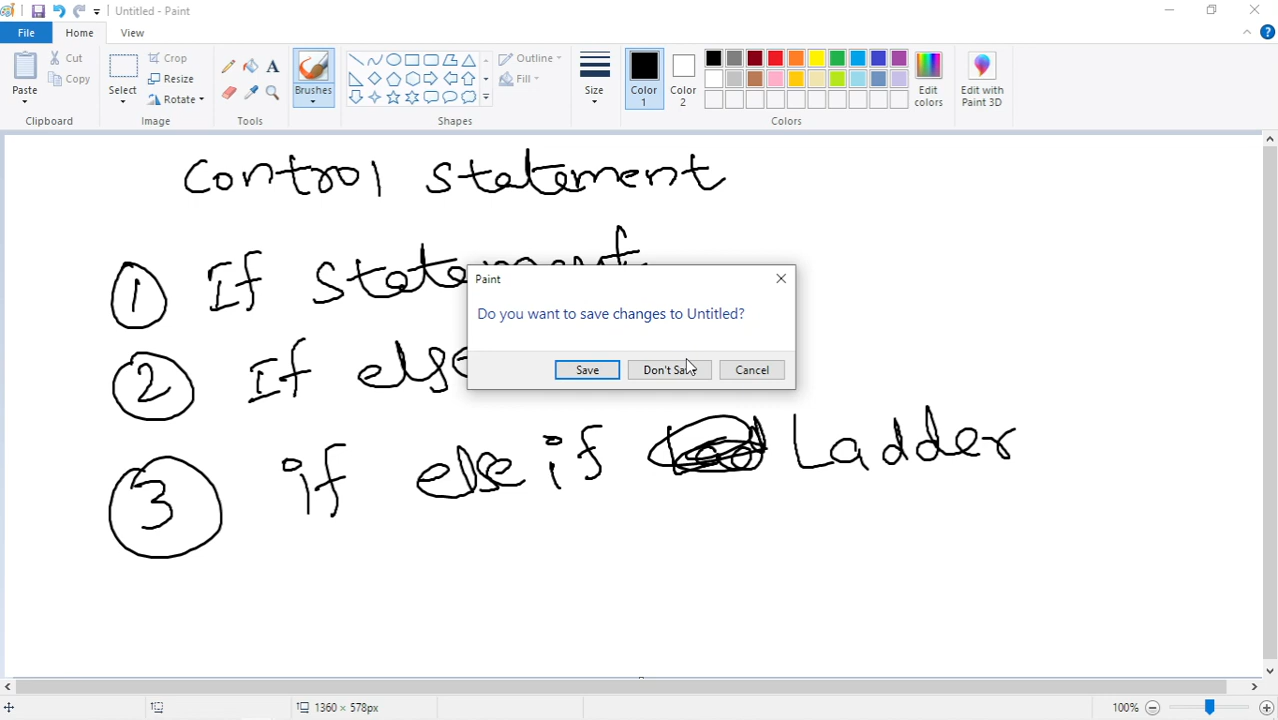 Untitled - Paint
File Home View
Paste Cut Copy Clipboard
Select Crop Resize Rotate Image
Tools
Brushes
Outline Fill Shapes
Size
Color 1 Color 2 Edit colors Colors
Edit with Paint 3D
Control statement
1 If statement
2 If else
3 if else if Ladder
Paint
Do you want to save changes to Untitled?
Save Don't Save Cancel
1360 × 578px 100%